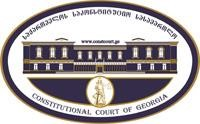 საქართველოს საკონსტიტუციო სასამართლო
www.constcourt.ge
CONSTITUTIONAL COURT OF GEORGIA